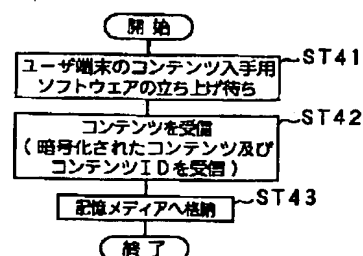 開始
ユーザ端末のコンテンツ入手用
ソフトウェアの立ち上げ待ち
ST41
コンテンツを受信
(暗号化されたコンテンツ及び
コンテンツIDを受信)
ST42
記憶メディアへ格納
ST43
終了